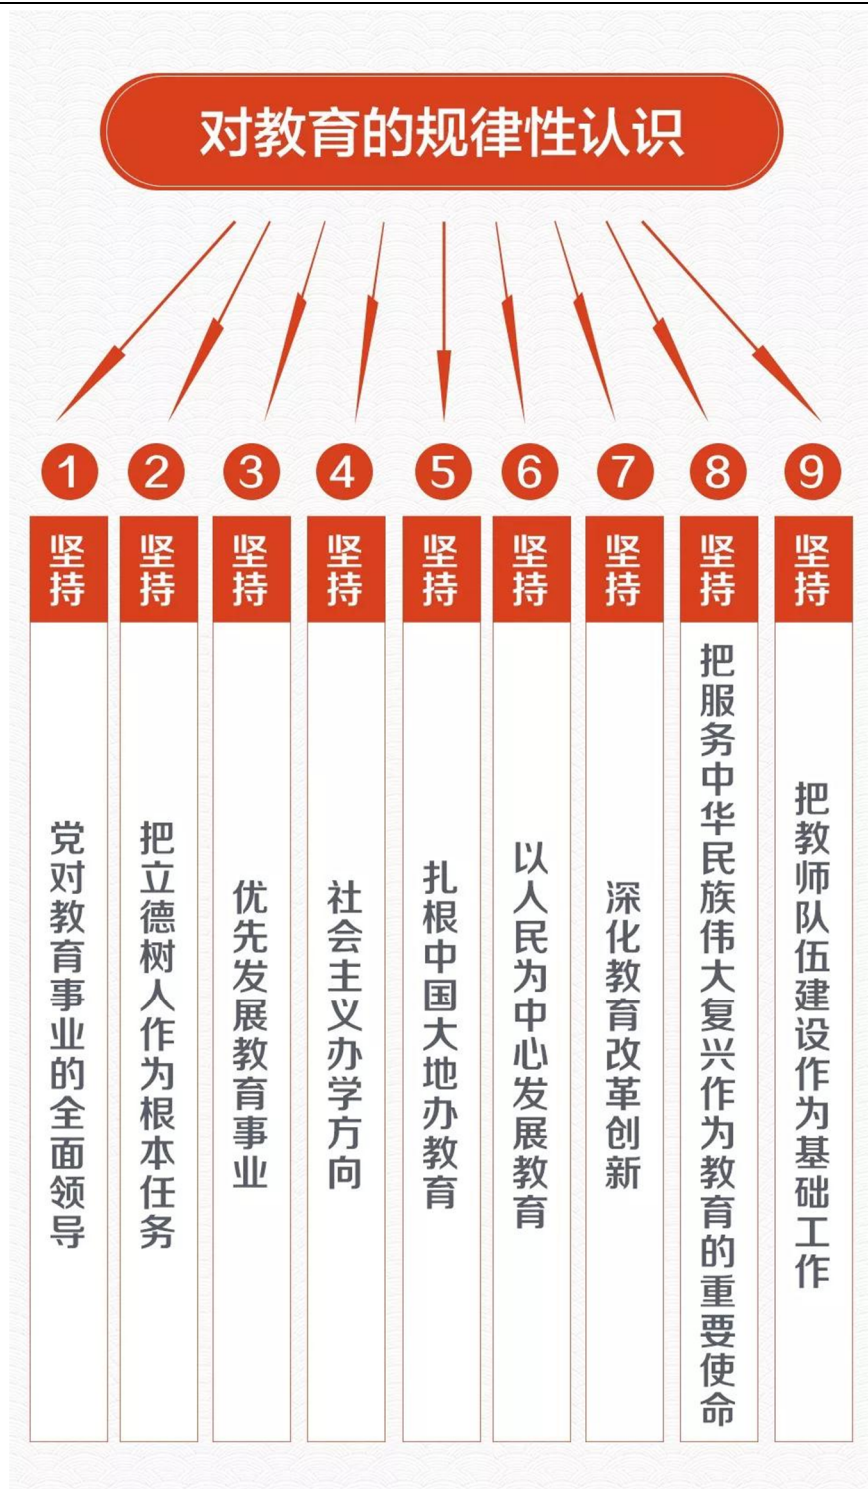 对教育的规律性认识
1
坚持
党对教育事业的全面领导
2
坚持
把立德树人作为根本任务
3
坚持
优先发展教育事业
4
坚持
社会主义办学方向
5
坚持
扎根中国大地办教育
6
坚持
以人民为中心发展教育
7
坚持
深化教育改革创新
8
坚持
把服务中华民族伟大复兴作为教育的重要使命
9
坚持
把教师队伍建设作为基础工作